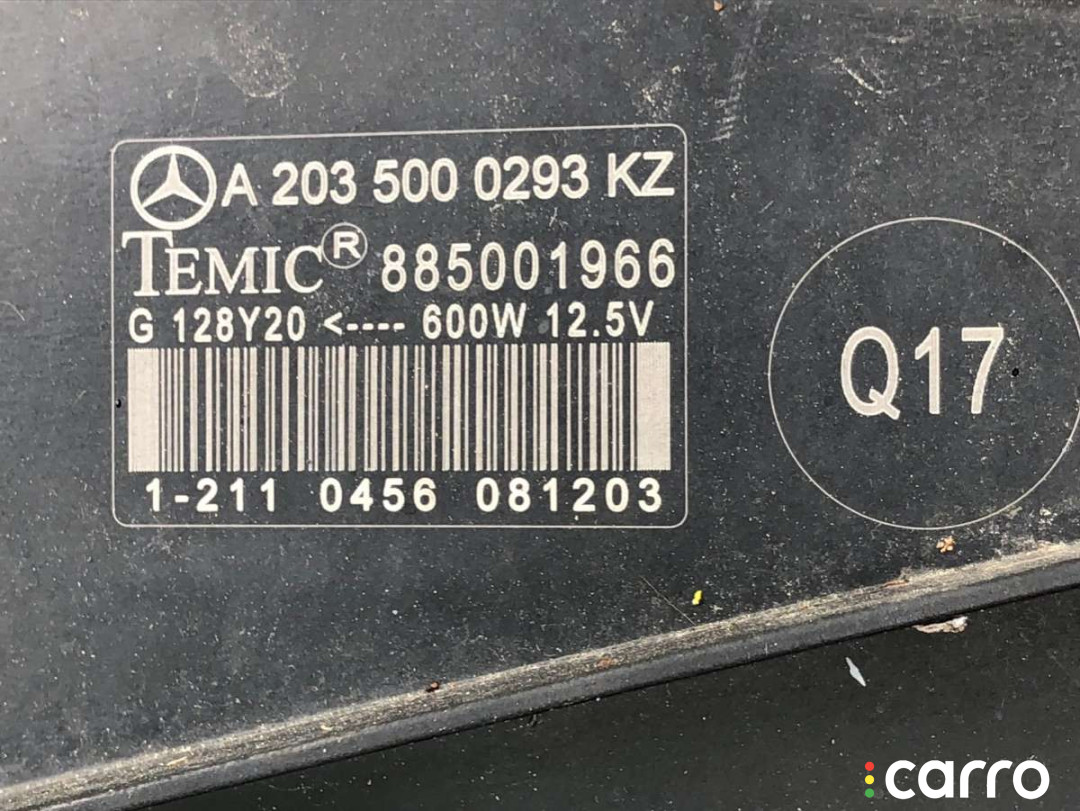 A 203 500 0293 KZ
TEMIC® 885001966
G 128Y20 <---- 600W 12.5V
1-211 0456 081203
Q17
carro